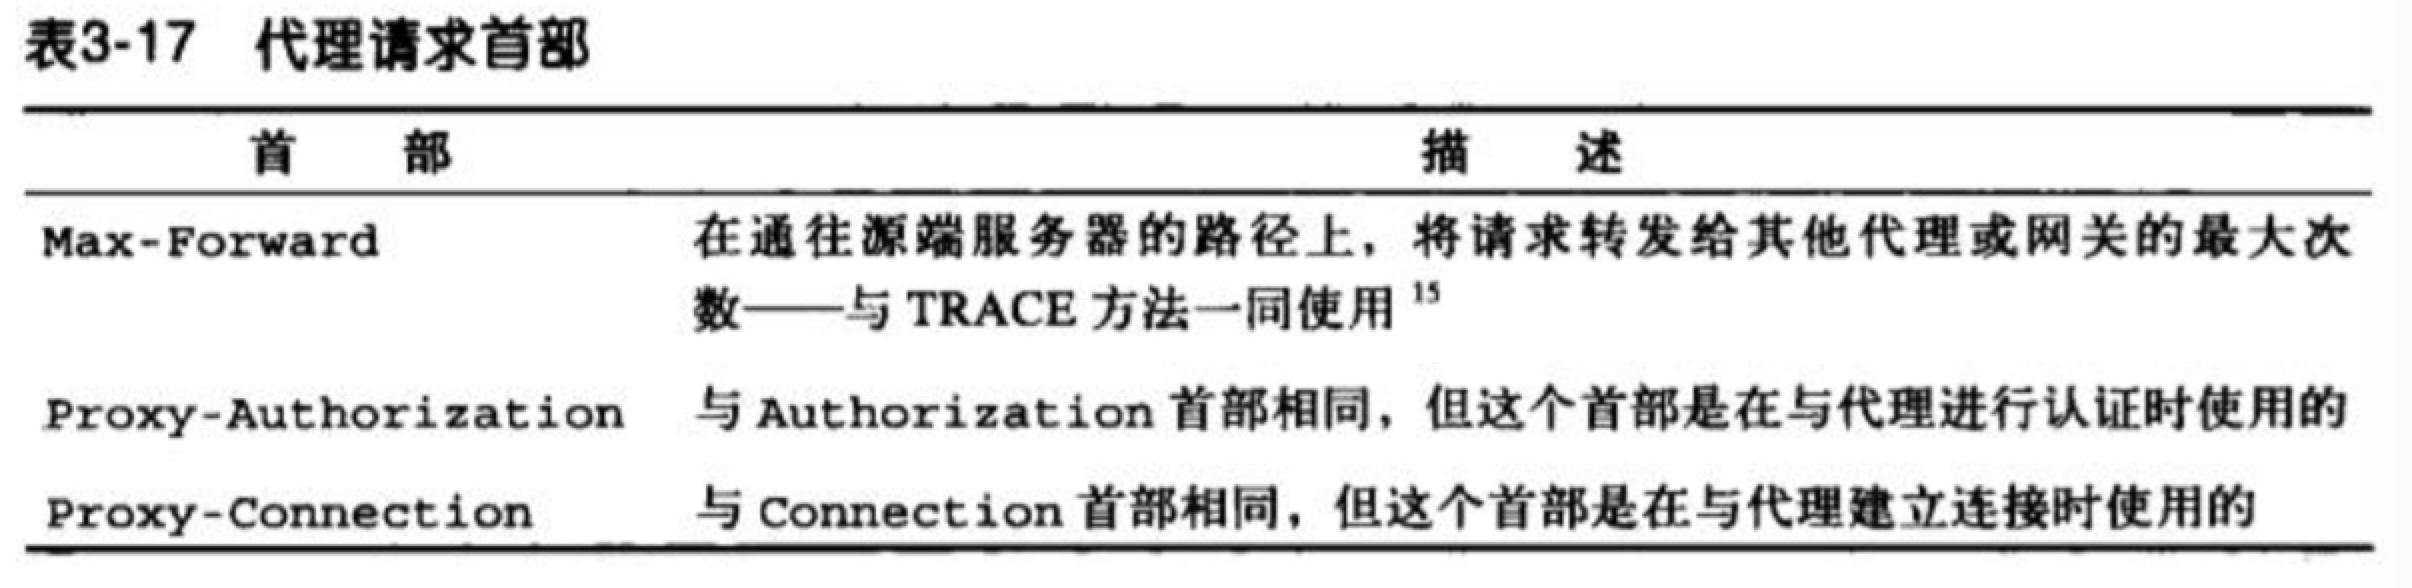 表3-17 代理请求首部
首 部 描 述
Max-Forward 在通往源端服务器的路径上，将请求转发给其他代理或网关的最大次
数——与 TRACE 方法一同使用 15
Proxy-Authorization 与 Authorization 首部相同，但这个首部是在与代理进行认证时使用的
Proxy-Connection 与 Connection 首部相同，但这个首部是在与代理建立连接时使用的